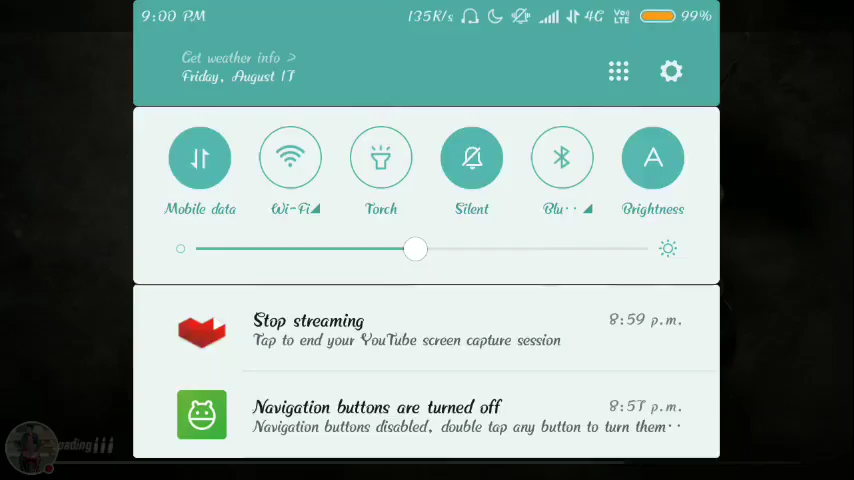 9:00 PM 135K/s 4G VoLTE 99%
Get weather info >
Friday, August 17
Mobile data Wi-Fi Torch Silent Blu·· Brightness
Stop streaming 8:59 p.m.
Tap to end your YouTube screen capture session
Navigation buttons are turned off 8:57 p.m.
Navigation buttons disabled, double tap any button to turn them··